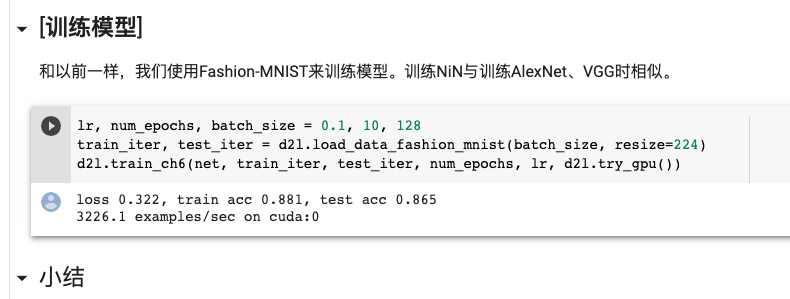 [训练模型]
和以前一样，我们使用Fashion-MNIST来训练模型。训练NiN与训练AlexNet、VGG时相似。
lr, num_epochs, batch_size = 0.1, 10, 128
train_iter, test_iter = d2l.load_data_fashion_mnist(batch_size, resize=224)
d2l.train_ch6(net, train_iter, test_iter, num_epochs, lr, d2l.try_gpu())
loss 0.322, train acc 0.881, test acc 0.865
3226.1 examples/sec on cuda:0
小结